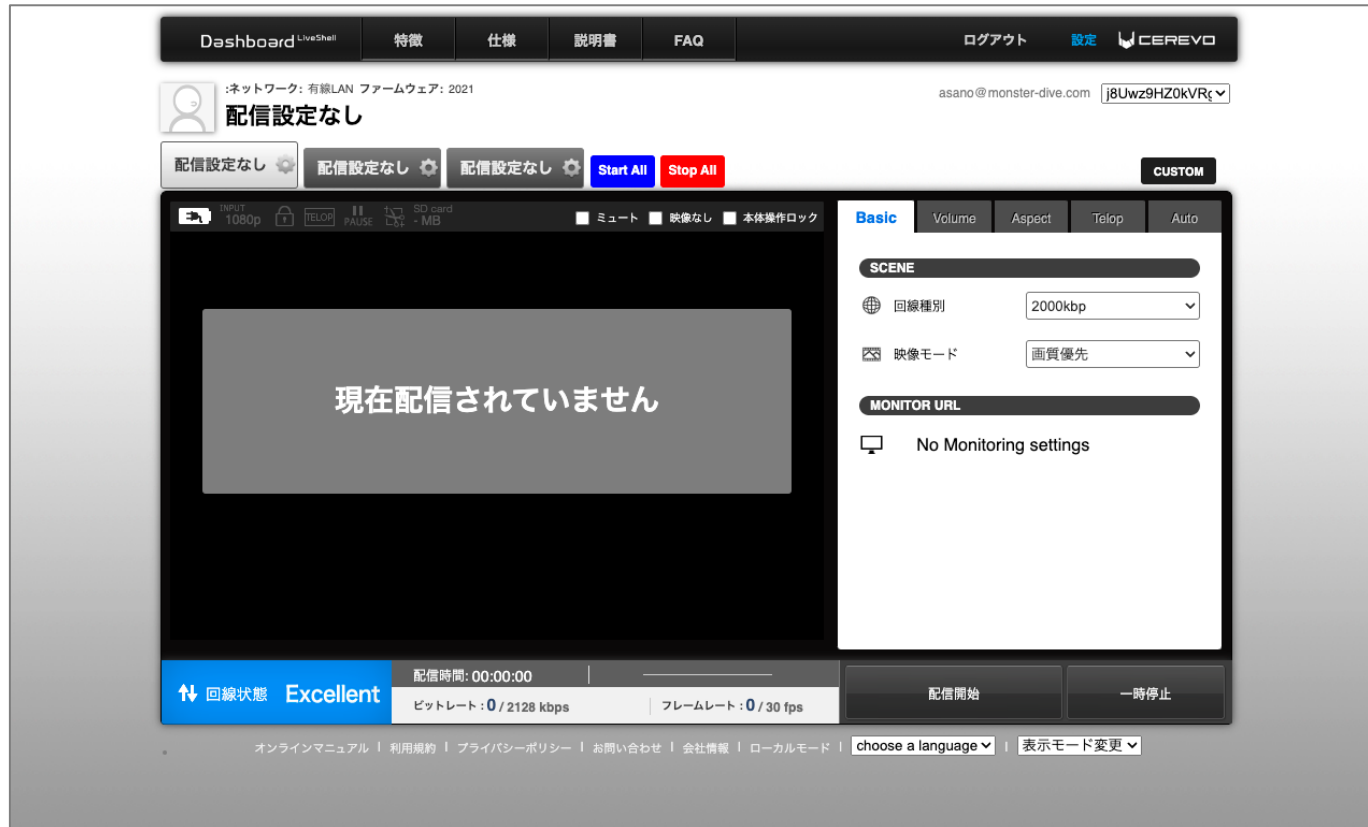 Dashboard LiveShell 特徴 仕様 説明書 FAQ ログアウト 設定 CEREVO
:ネットワーク: 有線LAN ファームウェア: 2021
配信設定なし
asano@monster-dive.com j8Uwz9HZ0kVRg
配信設定なし 配信設定なし 配信設定なし Start All Stop All CUSTOM
INPUT
1080p TELOP PAUSE SD card
- MB
ミュート 映像なし 本体操作ロック
Basic Volume Aspect Telop Auto
SCENE
回線種別 2000kbp
映像モード 画質優先
MONITOR URL
No Monitoring settings
現在配信されていません
回線状態 Excellent
配信時間: 00:00:00
ビットレート : 0 / 2128 kbps フレームレート : 0 / 30 fps
配信開始 一時停止
オンラインマニュアル | 利用規約 | プライバシーポリシー | お問い合わせ | 会社情報 | ローカルモード | choose a language | 表示モード変更